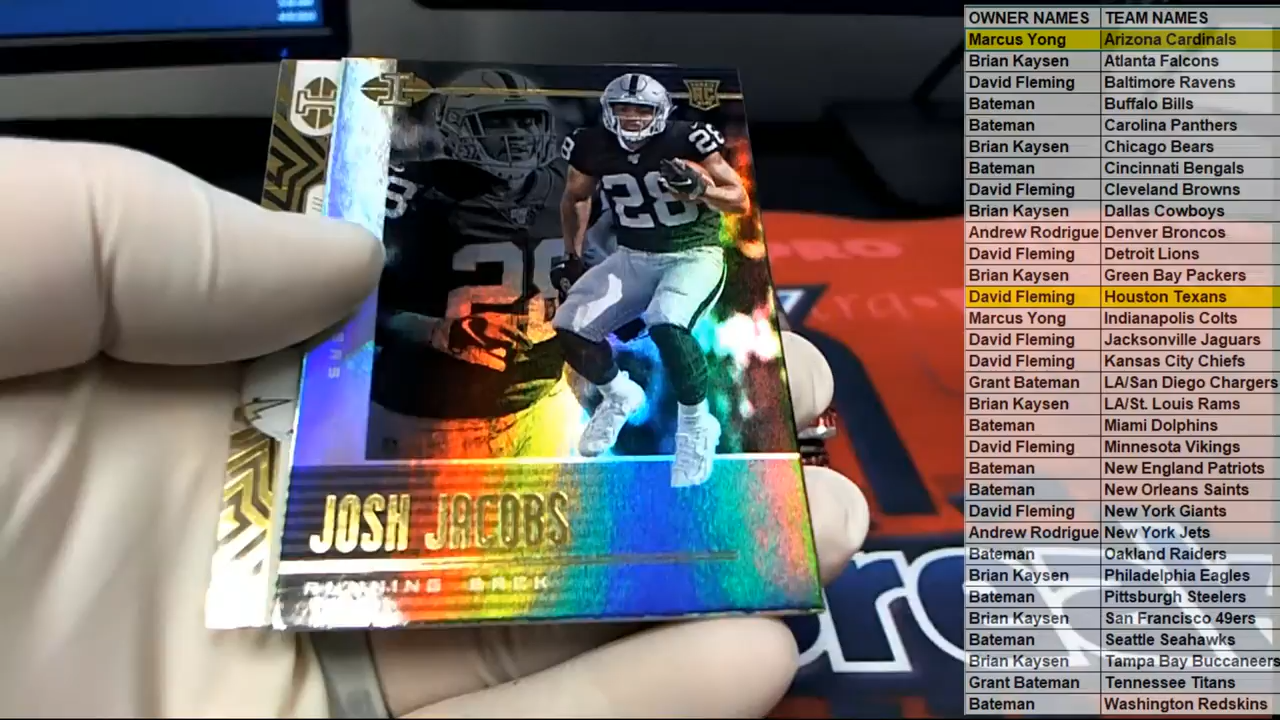 JOSH JACOBS
RUNNING BACK
RC
28
28
28
PRO
OWNER NAMES TEAM NAMES
Marcus Yong Arizona Cardinals
Brian Kaysen Atlanta Falcons
David Fleming Baltimore Ravens
Bateman Buffalo Bills
Bateman Carolina Panthers
Brian Kaysen Chicago Bears
Bateman Cincinnati Bengals
David Fleming Cleveland Browns
Brian Kaysen Dallas Cowboys
Andrew Rodrigue Denver Broncos
David Fleming Detroit Lions
Brian Kaysen Green Bay Packers
David Fleming Houston Texans
Marcus Yong Indianapolis Colts
David Fleming Jacksonville Jaguars
David Fleming Kansas City Chiefs
Grant Bateman LA/San Diego Chargers
Brian Kaysen LA/St. Louis Rams
Bateman Miami Dolphins
David Fleming Minnesota Vikings
Bateman New England Patriots
Bateman New Orleans Saints
David Fleming New York Giants
Andrew Rodrigue New York Jets
Bateman Oakland Raiders
Brian Kaysen Philadelphia Eagles
Bateman Pittsburgh Steelers
Brian Kaysen San Francisco 49ers
Bateman Seattle Seahawks
Brian Kaysen Tampa Bay Buccaneers
Grant Bateman Tennessee Titans
Bateman Washington Redskins